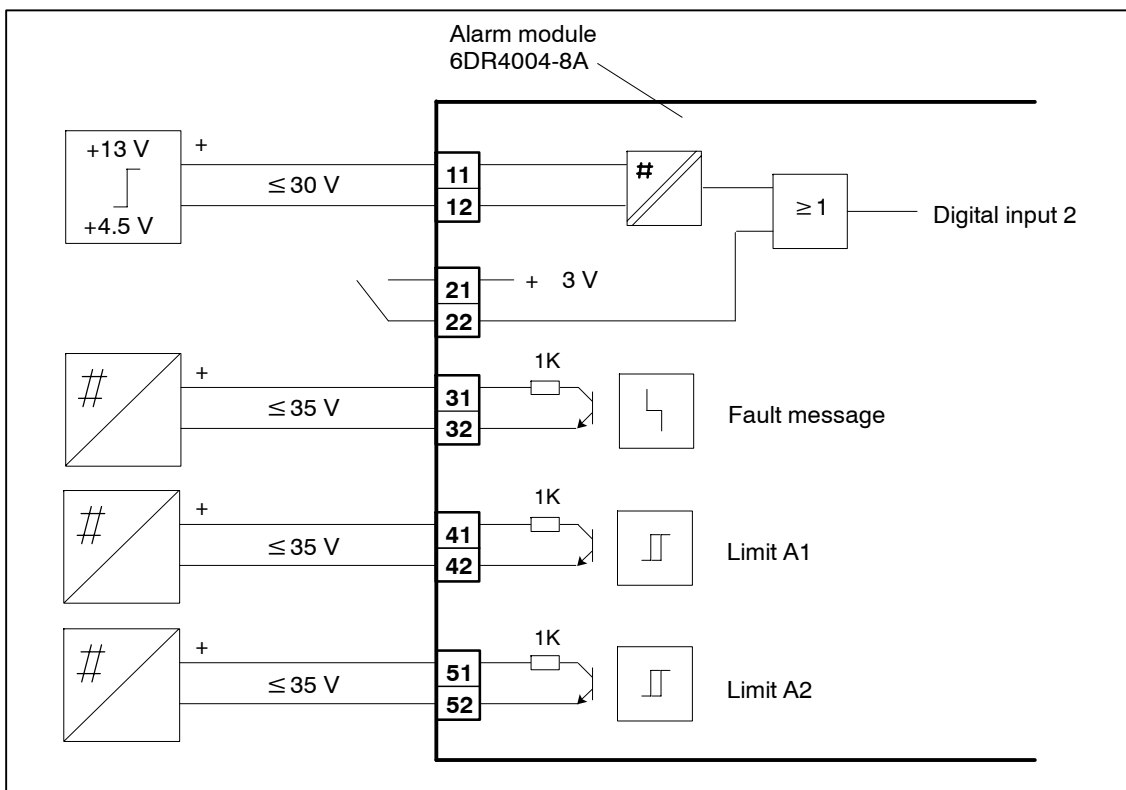 Alarm module
6DR4004-8A
+13 V
+4.5 V
+
≤ 30 V
11
12
#
≥ 1
Digital input 2
21
22
+ 3 V
#
+
≤ 35 V
31
32
1K
Fault message
#
+
≤ 35 V
41
42
1K
Limit A1
#
+
≤ 35 V
51
52
1K
Limit A2